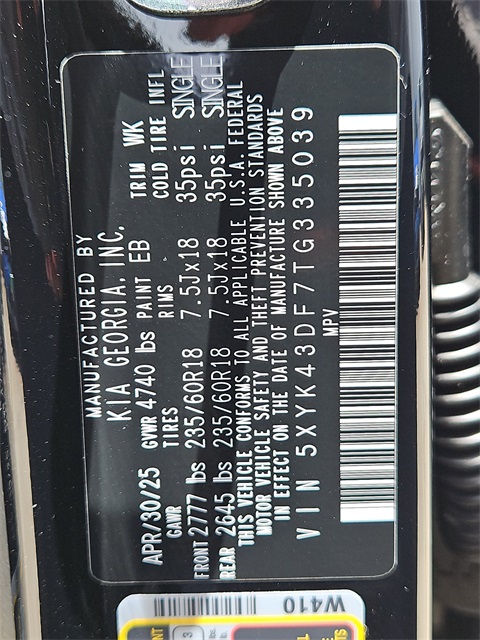 MANUFACTURED BY
KIA GEORGIA, INC.
APR/30/25 GVWR 4740 lbs PAINT EB TRIM WK
GAWR TIRES RIMS COLD TIRE INFL
FRONT 2777 lbs 235/60R18 7.5Jx18 35psi SINGLE
REAR 2645 lbs 235/60R18 7.5Jx18 35psi SINGLE
THIS VEHICLE CONFORMS TO ALL APPLICABLE U.S.A. FEDERAL
MOTOR VEHICLE SAFETY AND THEFT PREVENTION STANDARDS
IN EFFECT ON THE DATE OF MANUFACTURE SHOWN ABOVE
VIN 5XYK43DF7TG335039
MPV
W410